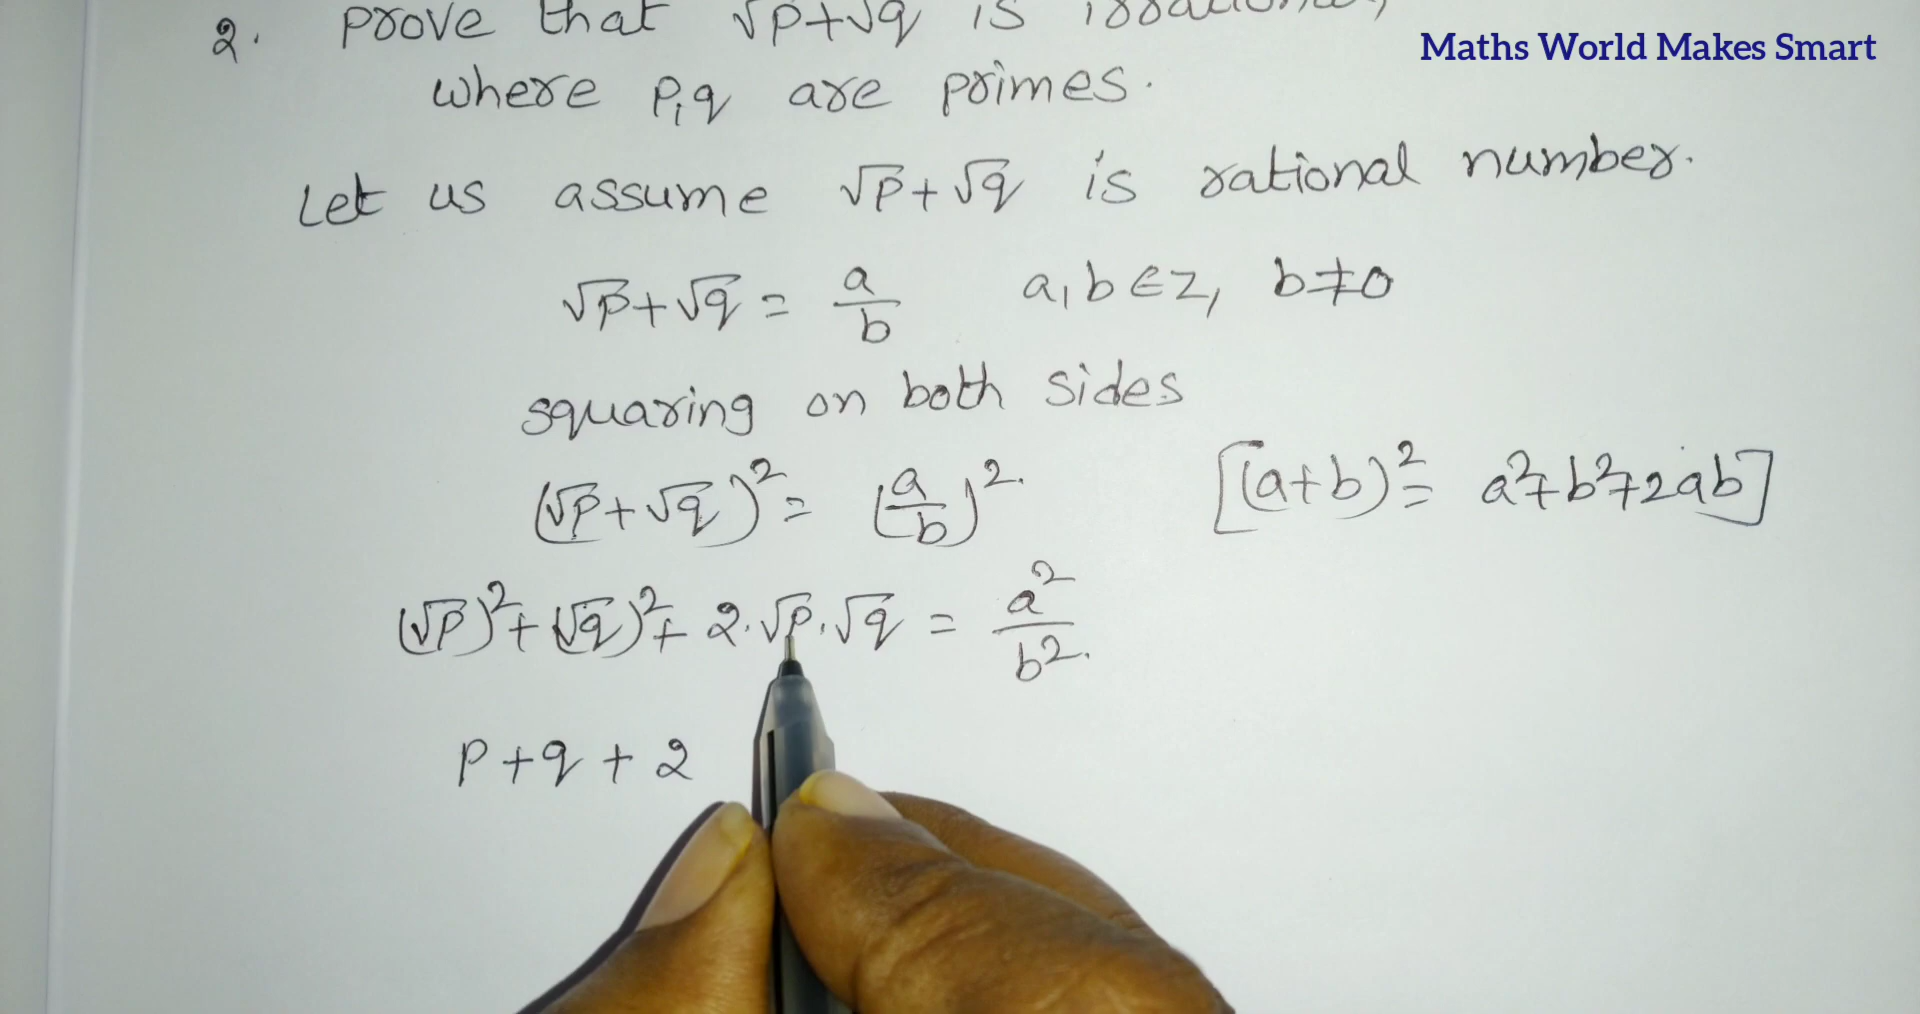 2. prove that √p+√q is irrational,
Maths World Makes Smart
where p,q are primes.
Let us assume √p+√q is rational number.
√p+√q = a/b a,b∈Z, b≠0
squaring on both sides
(√p+√q)² = (a/b)². [(a+b)² = a²+b²+2ab]
(√p)²+(√q)²+2.√p.√q = a²/b².
p+q+2